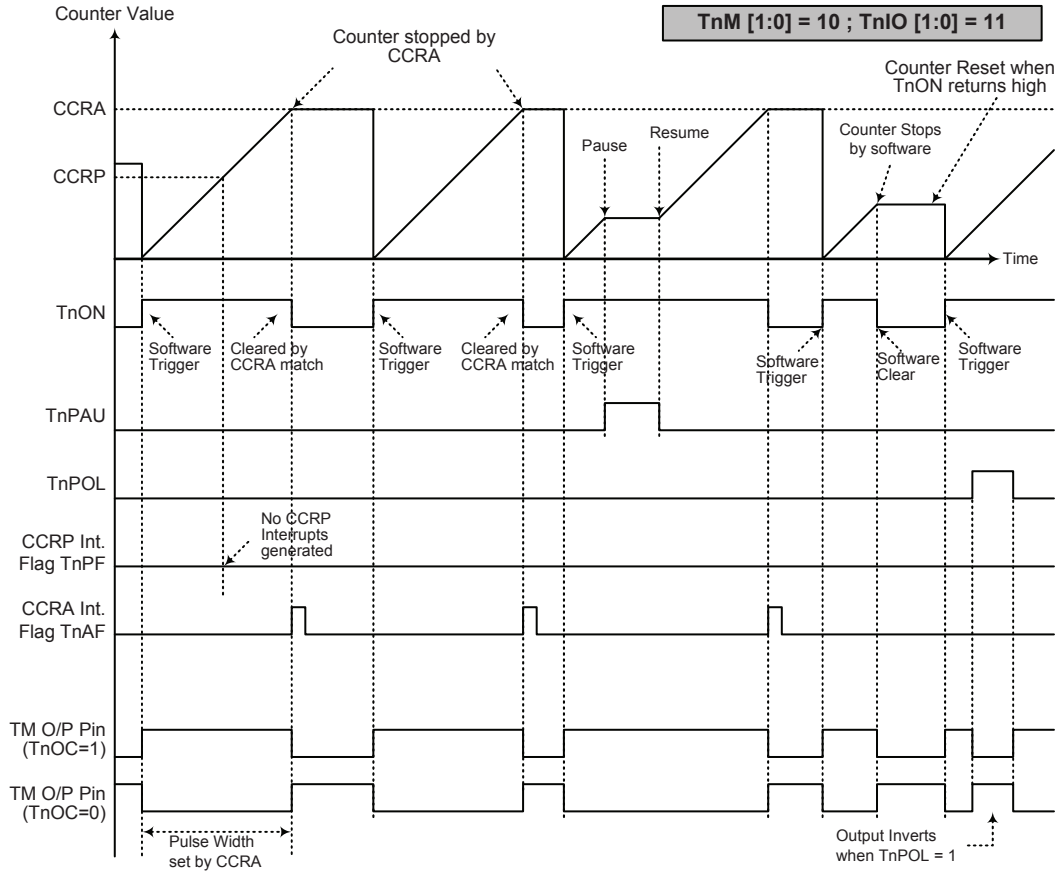 Counter Value
TnM [1:0] = 10 ; TnIO [1:0] = 11
Counter stopped by
CCRA
Counter Reset when
TnON returns high
CCRA
Pause
Resume
Counter Stops
by software
CCRP
Time
TnON
Software
Trigger
Cleared by
CCRA match
Software
Trigger
Cleared by
CCRA match
Software
Trigger
Software
Trigger
Software
Clear
Software
Trigger
TnPAU
TnPOL
No CCRP
Interrupts
generated
CCRP Int.
Flag TnPF
CCRA Int.
Flag TnAF
TM O/P Pin
(TnOC=1)
TM O/P Pin
(TnOC=0)
Pulse Width
set by CCRA
Output Inverts
when TnPOL = 1